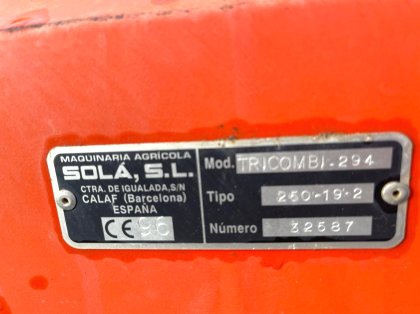 MAQUINARIA AGRÍCOLA
SOLÁ, S.L.
CTRA. DE IGUALADA, S/N
CALAF (Barcelona)
ESPAÑA
CE 96
Mod. TRICOMBI-294
Tipo 250-19-2
Número 32587